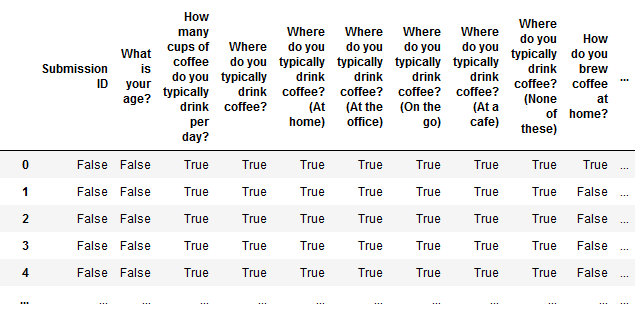 Submission
ID
What
is
your
age?
How
many
cups of
coffee
do you
typically
drink
per
day?
Where
do you
typically
drink
coffee?
Where
do you
typically
drink
coffee?
(At
home)
Where
do you
typically
drink
coffee?
(At the
office)
Where
do you
typically
drink
coffee?
(On the
go)
Where
do you
typically
drink
coffee?
(At a
cafe)
Where
do you
typically
drink
coffee?
(None
of
these)
How
do you
brew
coffee
at
home?
...
0 False False True True True True True True True True ...
1 False False True True True True True True True False ...
2 False False True True True True True True True False ...
3 False False True True True True True True True False ...
4 False False True True True True True True True False ...
... ... ... ... ... ... ... ... ... ... ... ...